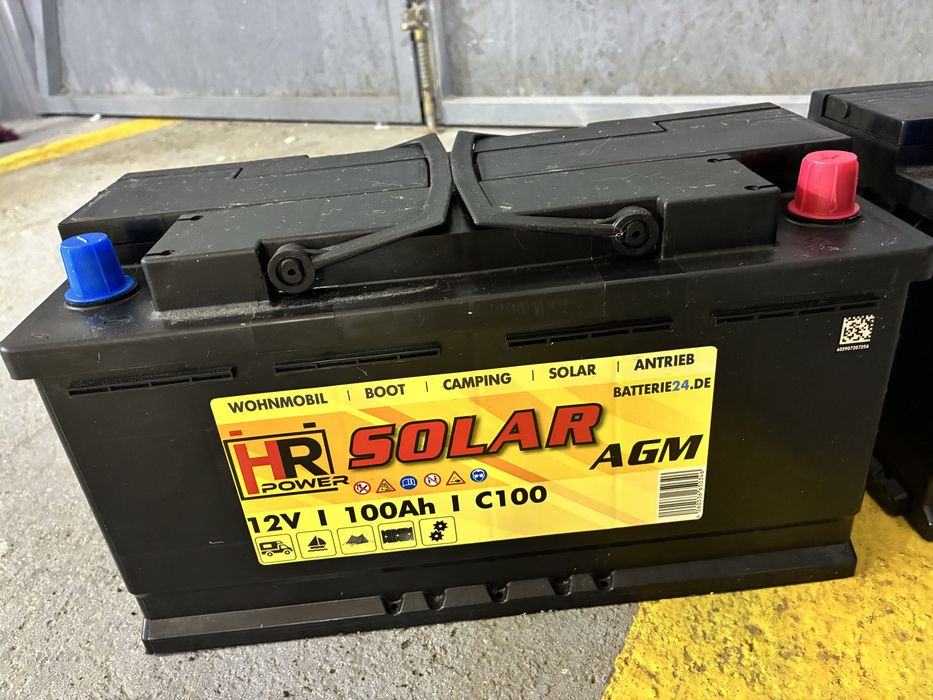 WOHNMOBIL | BOOT | CAMPING | SOLAR | ANTRIEB
BATTERIE24.DE
HR POWER
SOLAR
AGM
12V | 100Ah | C100